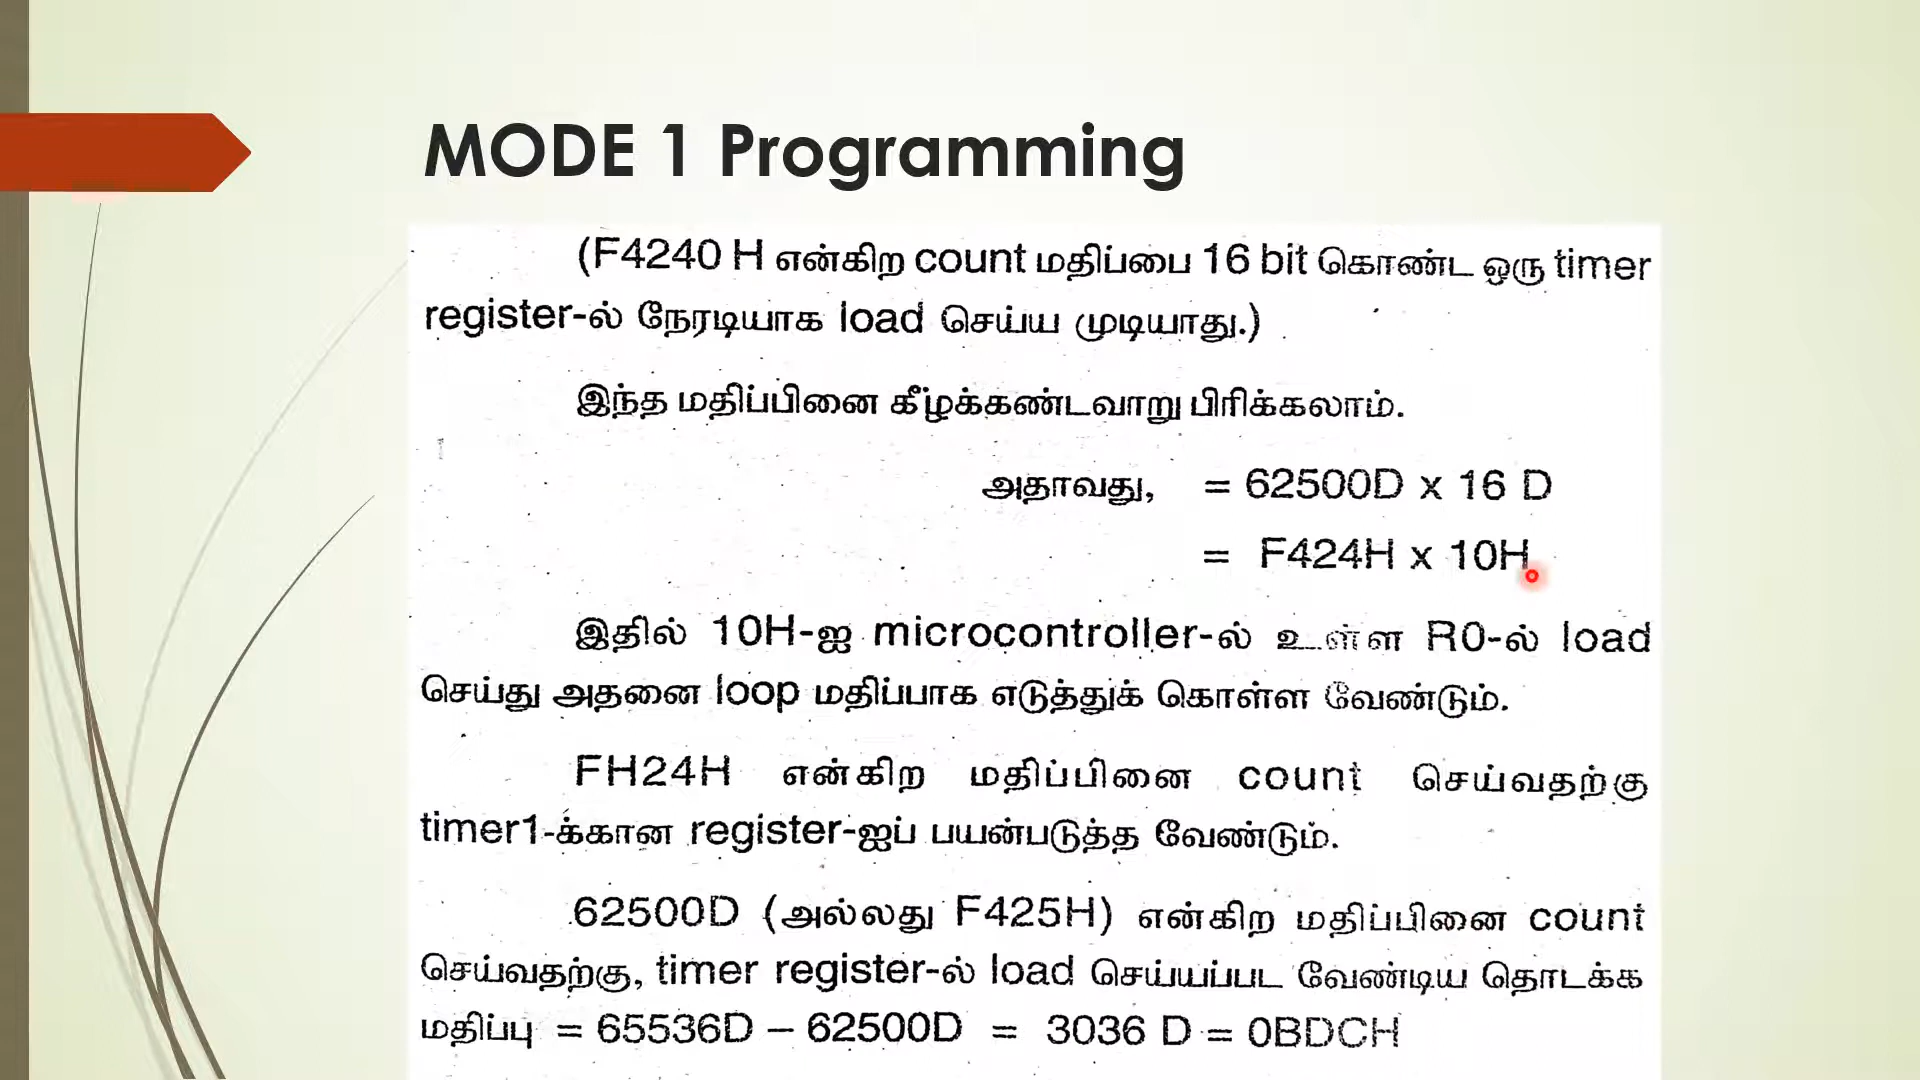 MODE 1 Programming
(F4240 H என்கிற count மதிப்பை 16 bit கொண்ட ஒரு timer
register-ல் நேரடியாக load செய்ய முடியாது.)
இந்த மதிப்பினை கீழ்க்கண்டவாறு பிரிக்கலாம்.
அதாவது, = 62500D x 16 D
= F424H x 10H
இதில் 10H-ஐ microcontroller-ல் உள்ள R0-ல் load
செய்து அதனை loop மதிப்பாக எடுத்துக் கொள்ள வேண்டும்.
FH24H என்கிற மதிப்பினை count செய்வதற்கு
timer1-க்கான register-ஐப் பயன்படுத்த வேண்டும்.
62500D (அல்லது F425H) என்கிற மதிப்பினை count
செய்வதற்கு, timer register-ல் load செய்யப்பட வேண்டிய தொடக்க
மதிப்பு = 65536D – 62500D = 3036 D = 0BDCH